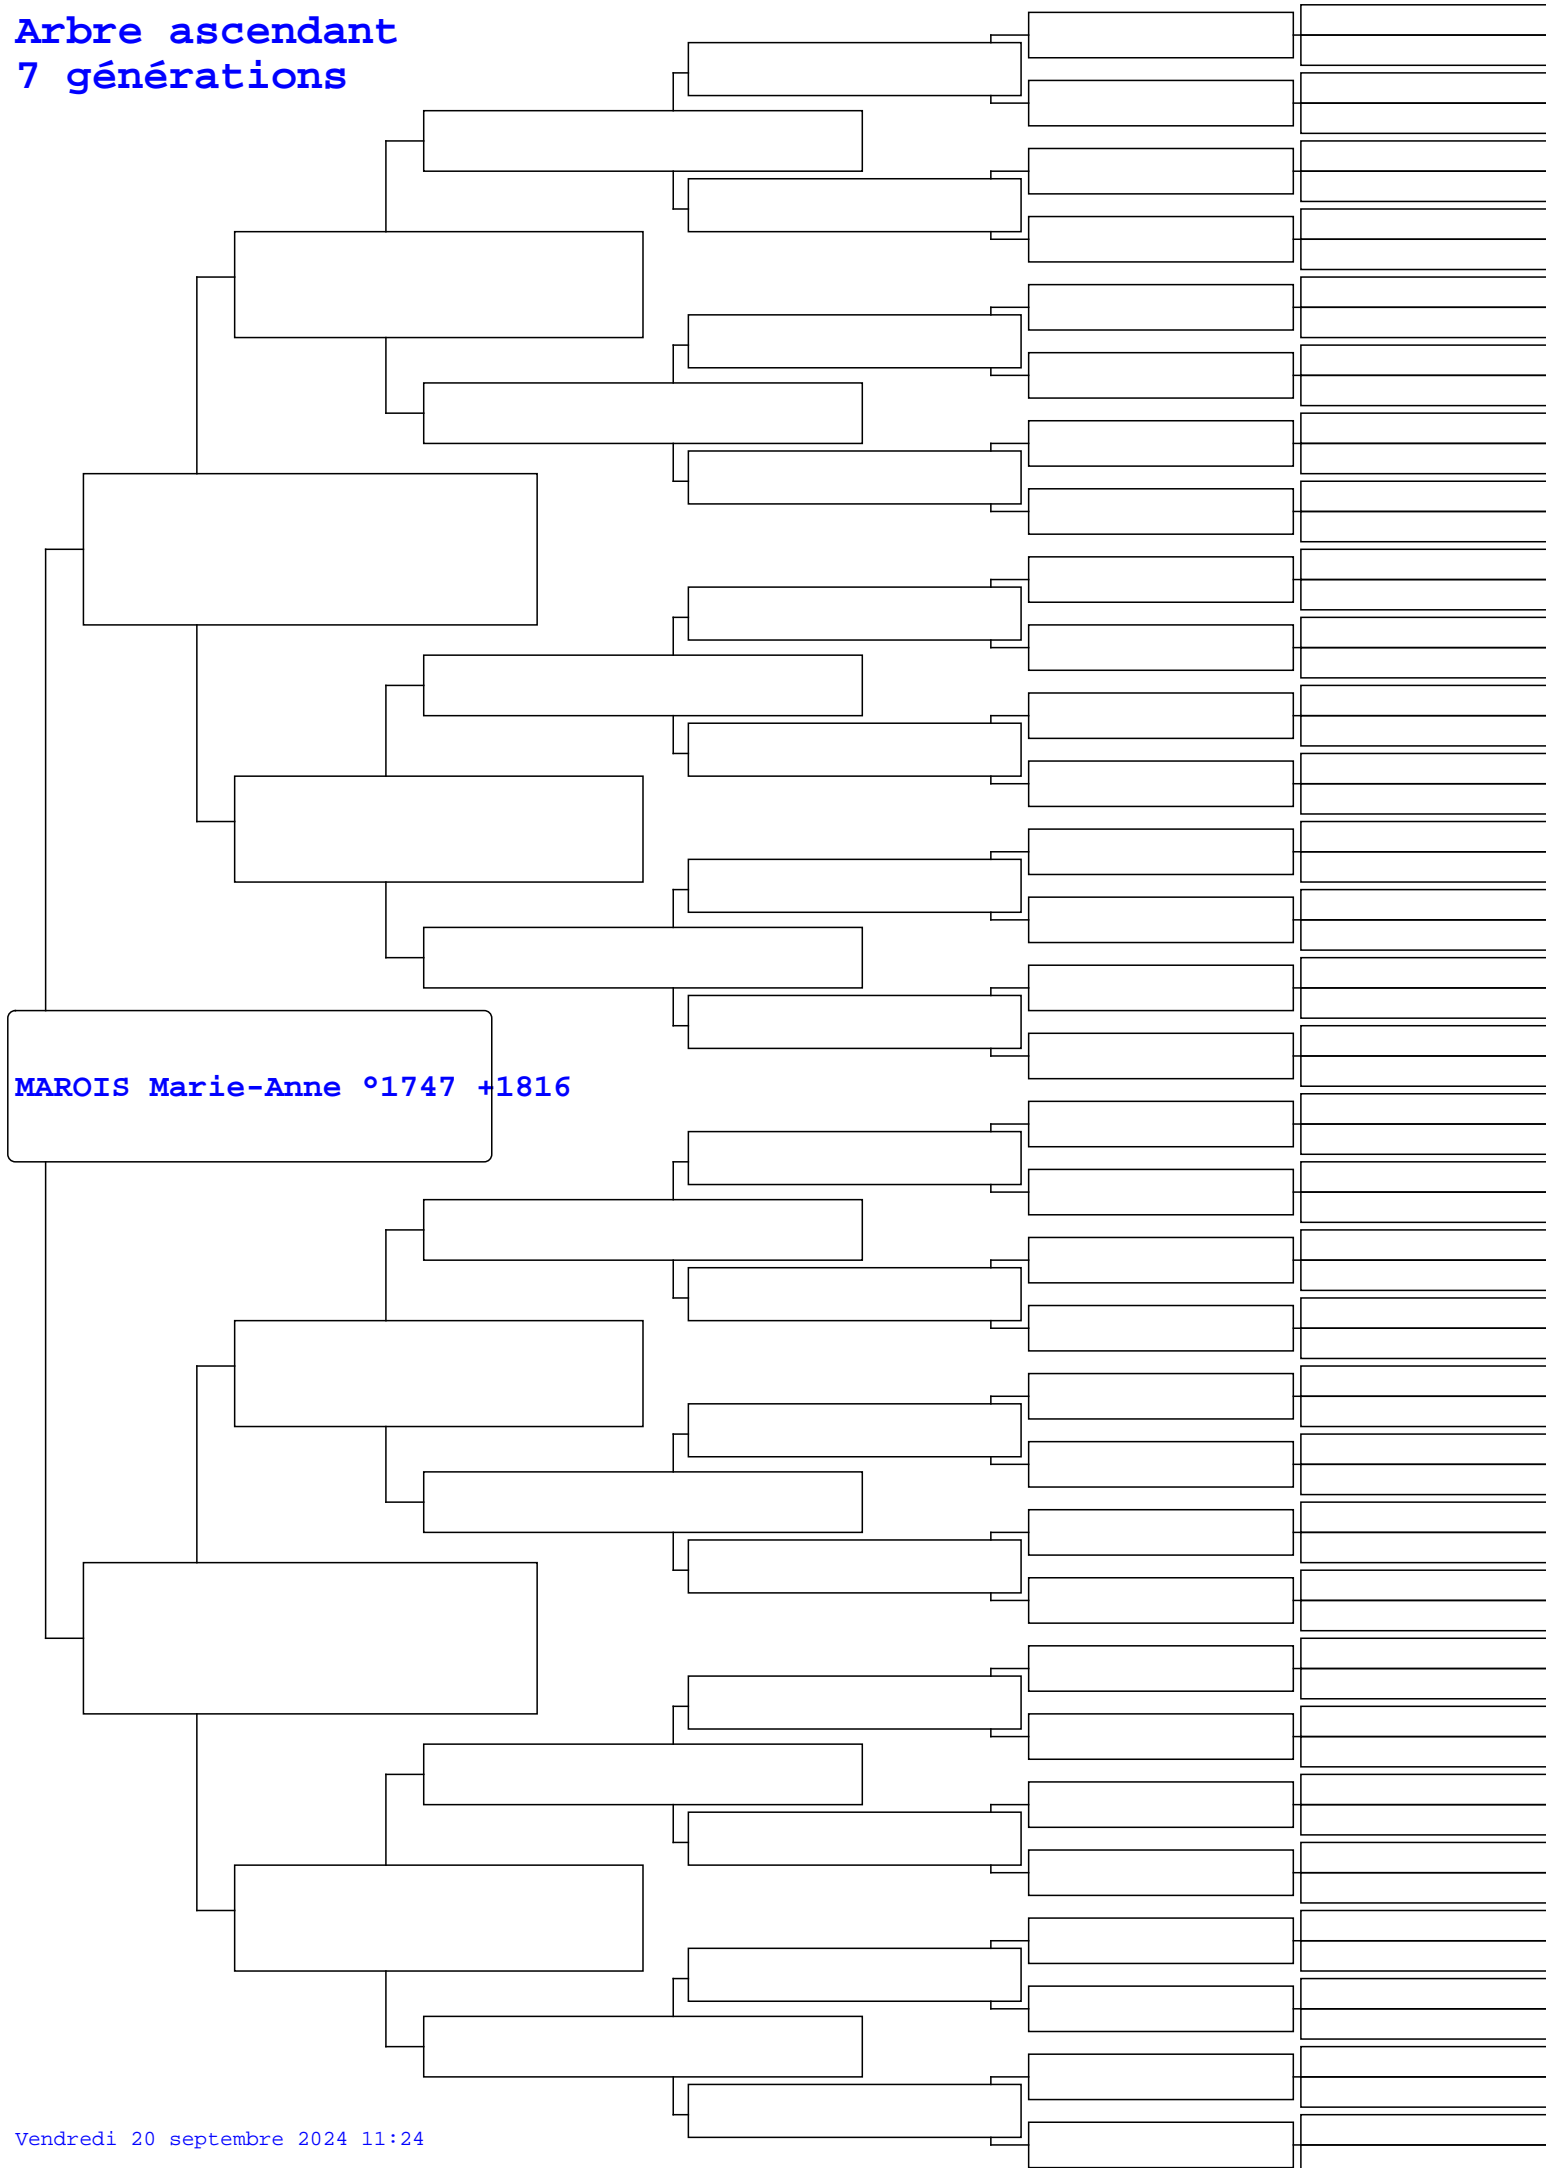 Arbre ascendant
7 générations
MAROIS Marie-Anne °1747 +1816
Vendredi 20 septembre 2024 11:24